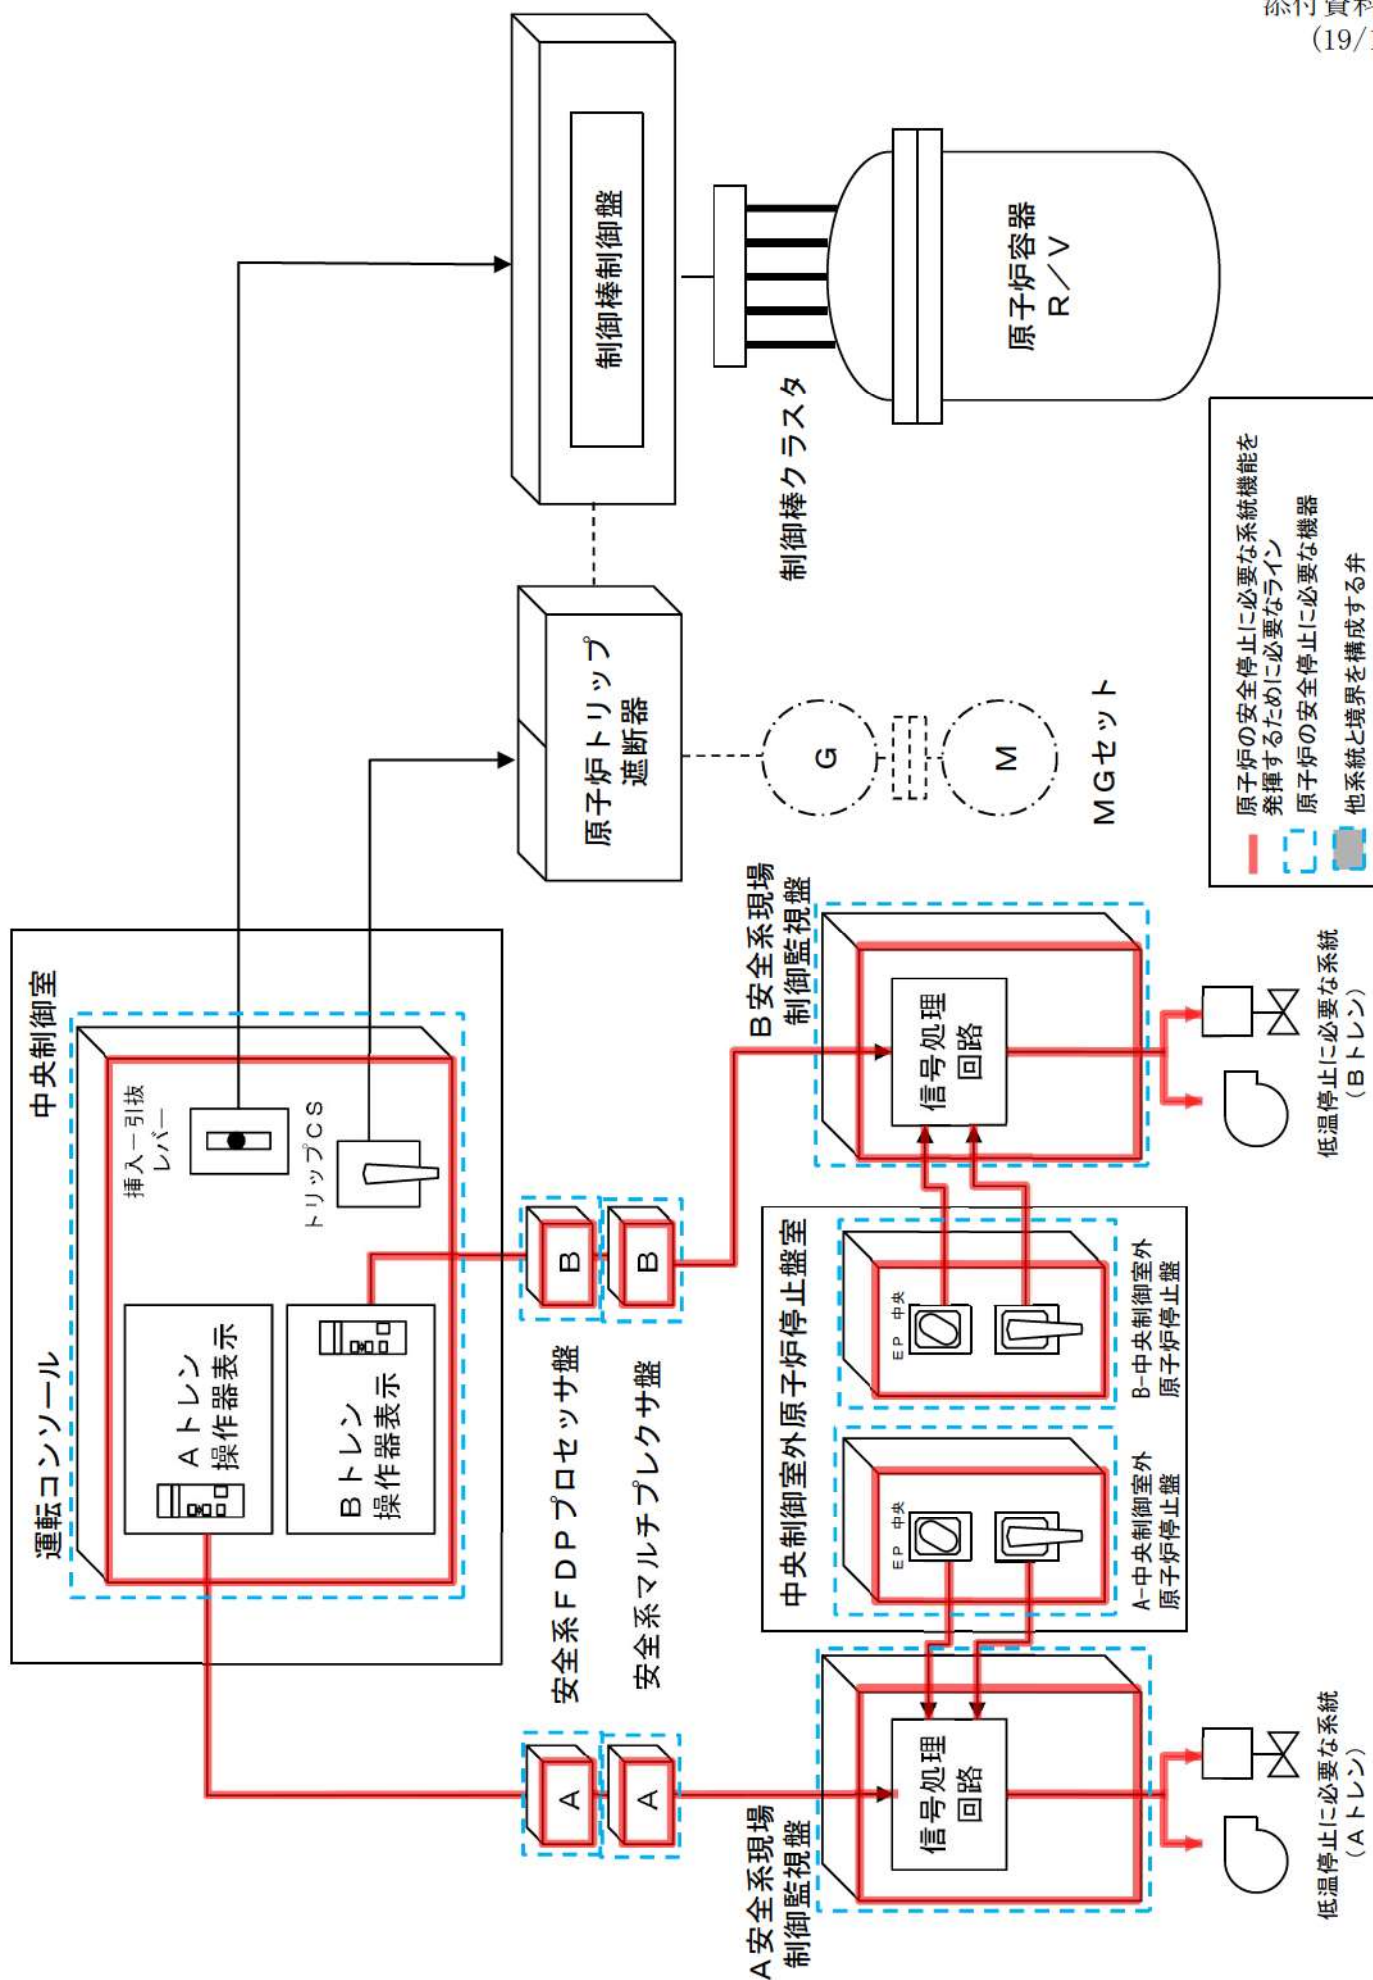 添付資料
(19/1
中央制御室
運転コンソール
Aトレン
操作器表示
Bトレン
操作器表示
挿入ー引抜
レバー
トリップCS
制御棒制御盤
原子炉トリップ
遮断器
制御棒クラスタ
原子炉容器
R/V
G
M
MGセット
安全系FDPプロセッサ盤
A
B
安全系マルチプレクサ盤
A
B
A安全系現場
制御監視盤
信号処理
回路
中央制御室外原子炉停止盤室
EP 中央
A-中央制御室外
原子炉停止盤
EP 中央
B-中央制御室外
原子炉停止盤
B安全系現場
制御監視盤
信号処理
回路
低温停止に必要な系統
(Aトレン)
低温停止に必要な系統
(Bトレン)
原子炉の安全停止に必要な系統機能を
発揮するために必要なライン
原子炉の安全停止に必要な機器
他系統と境界を構成する弁